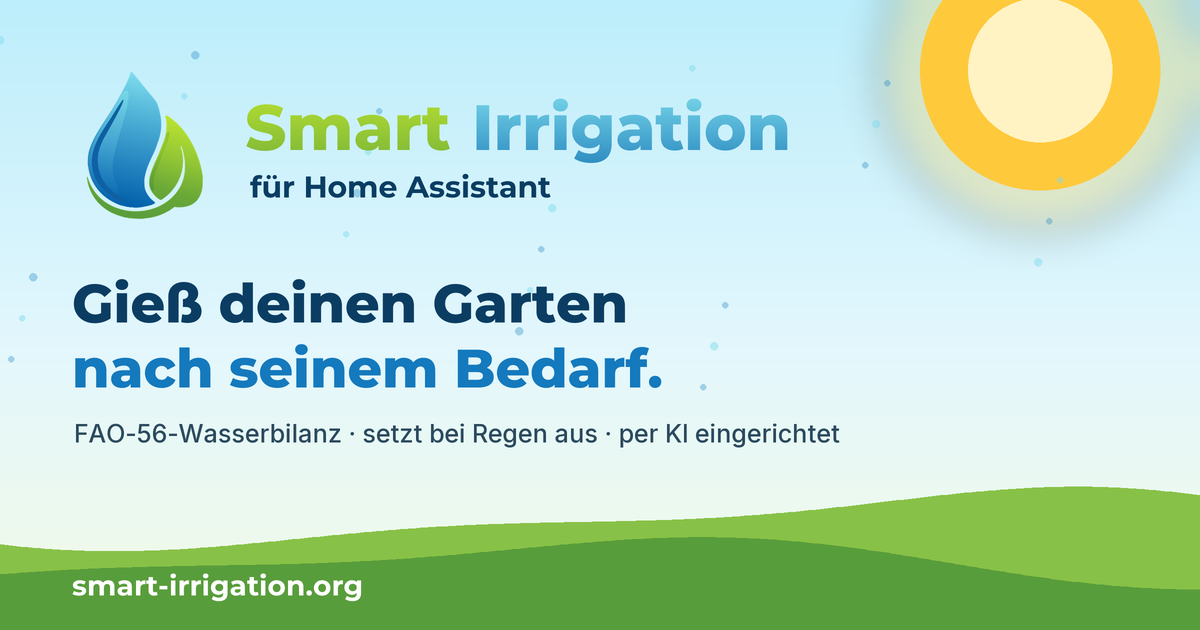 Smart Irrigation
für Home Assistant
Gieß deinen Garten
nach seinem Bedarf.
FAO-56-Wasserbilanz · setzt bei Regen aus · per KI eingerichtet
smart-irrigation.org